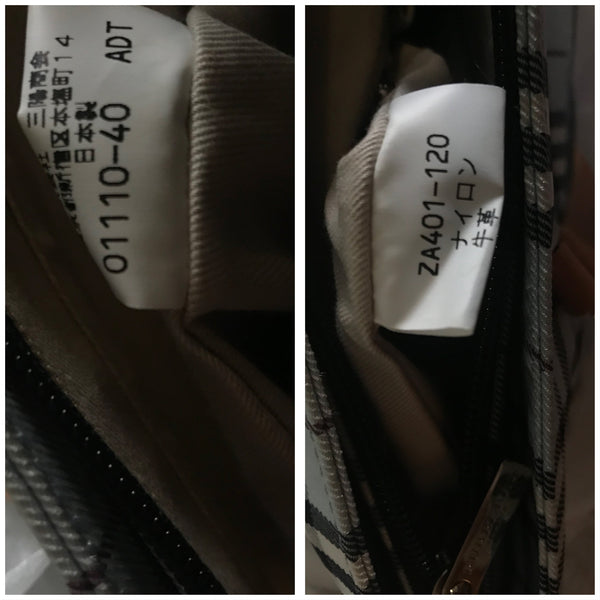 三陽商会
新宿区本塩町14
日本製
01110-40 ADT
ZA401-120
ナイロン
牛革